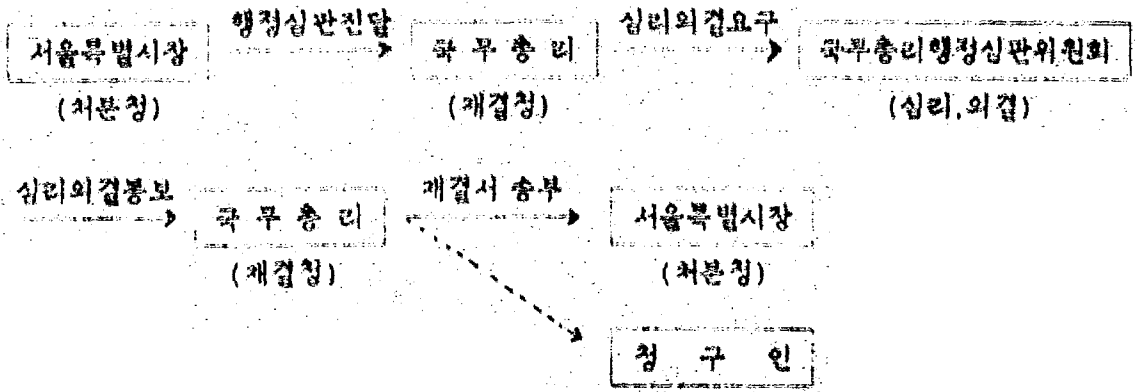 행정심판진달 심리의결요구
서울특별시장 국 무 총 리 국무총리행정심판위원회
(처분청) (재결청) (심리,의결)
심리의결통보 재결서 송부
국 무 총 리 서울특별시장
(재결청) (처분청)
청 구 인